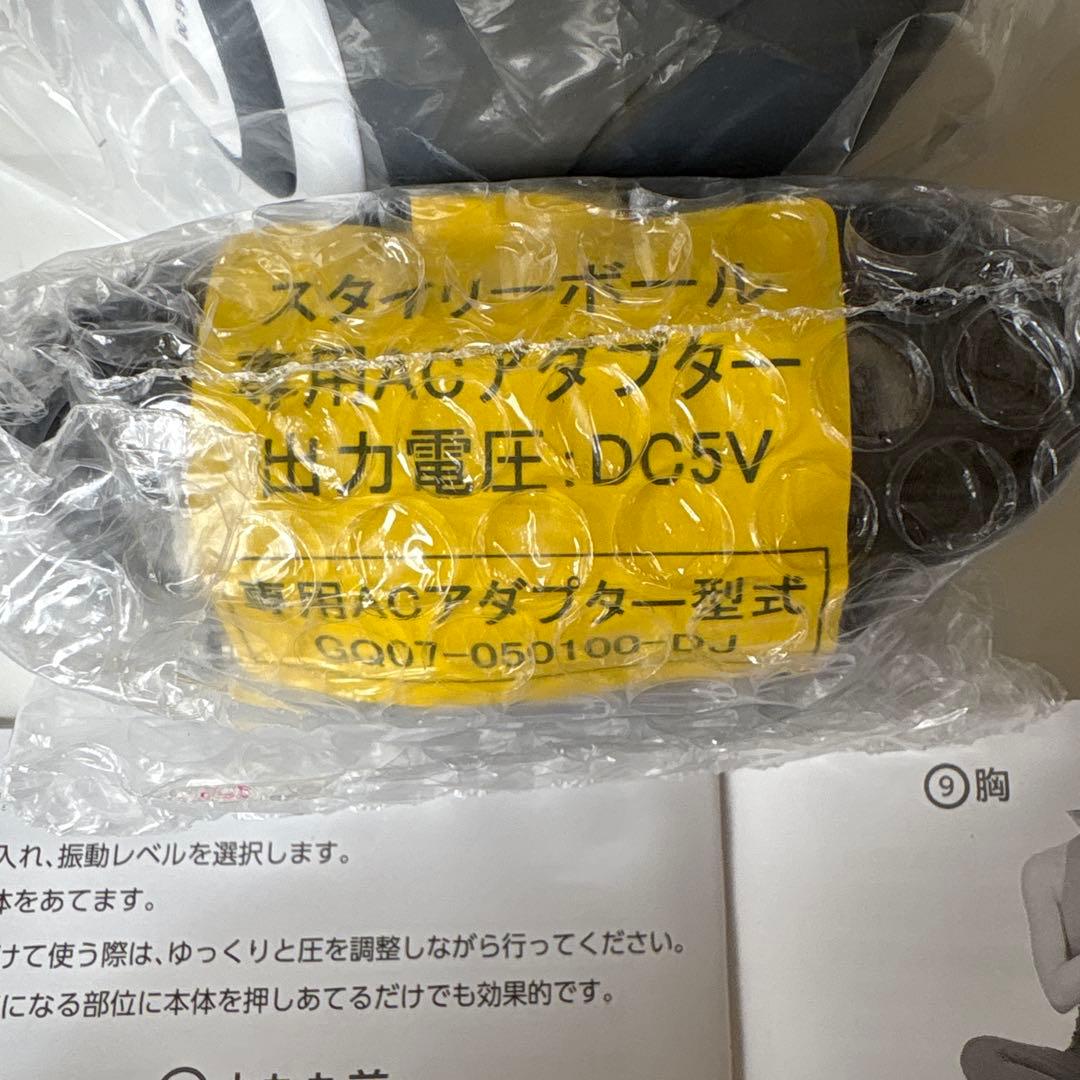 スタイリーボール
専用ACアダプター
出力電圧:DC5V
専用ACアダプター型式
GQ07-050100-DJ
入れ、振動レベルを選択します。
体をあてます。
けて使う際は、ゆっくりと圧を調整しながら行ってください。
になる部位に本体を押しあてるだけでも効果的です。
⑨胸